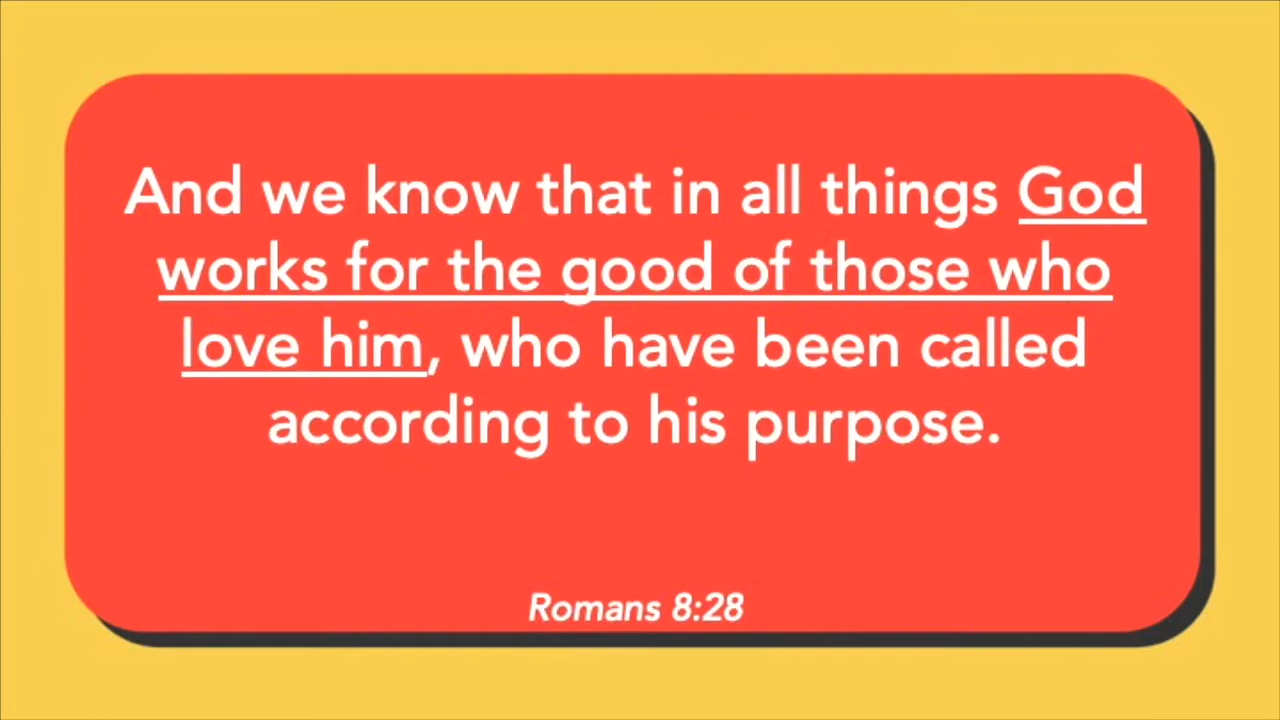 And we know that in all things God
works for the good of those who
love him, who have been called
according to his purpose.
Romans 8:28